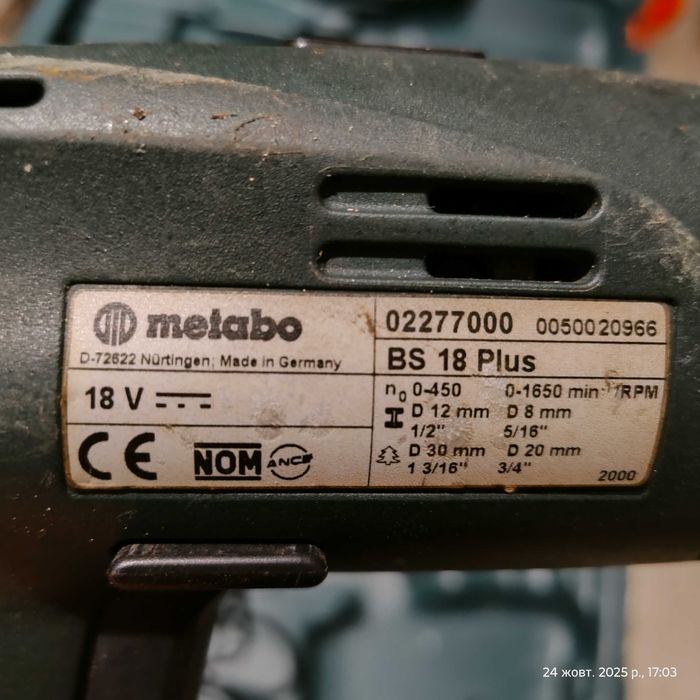 metabo
D-72622 Nürtingen; Made in Germany
18 V
CE
NOM ANCE
02277000 0050020966
BS 18 Plus
n0 0-450 0-1650 min /RPM
D 12 mm D 8 mm
1/2" 5/16"
D 30 mm D 20 mm
1 3/16" 3/4"
2000
24 жовт. 2025 р., 17:03